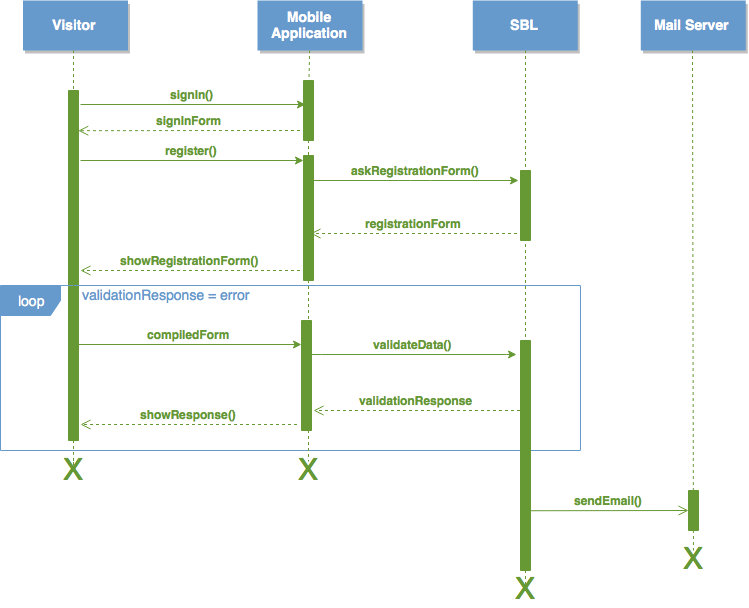 Visitor
Mobile
Application
SBL
Mail Server
signIn()
signInForm
register()
askRegistrationForm()
registrationForm
showRegistrationForm()
loop
validationResponse = error
compiledForm
validateData()
validationResponse
showResponse()
X
X
sendEmail()
X
X